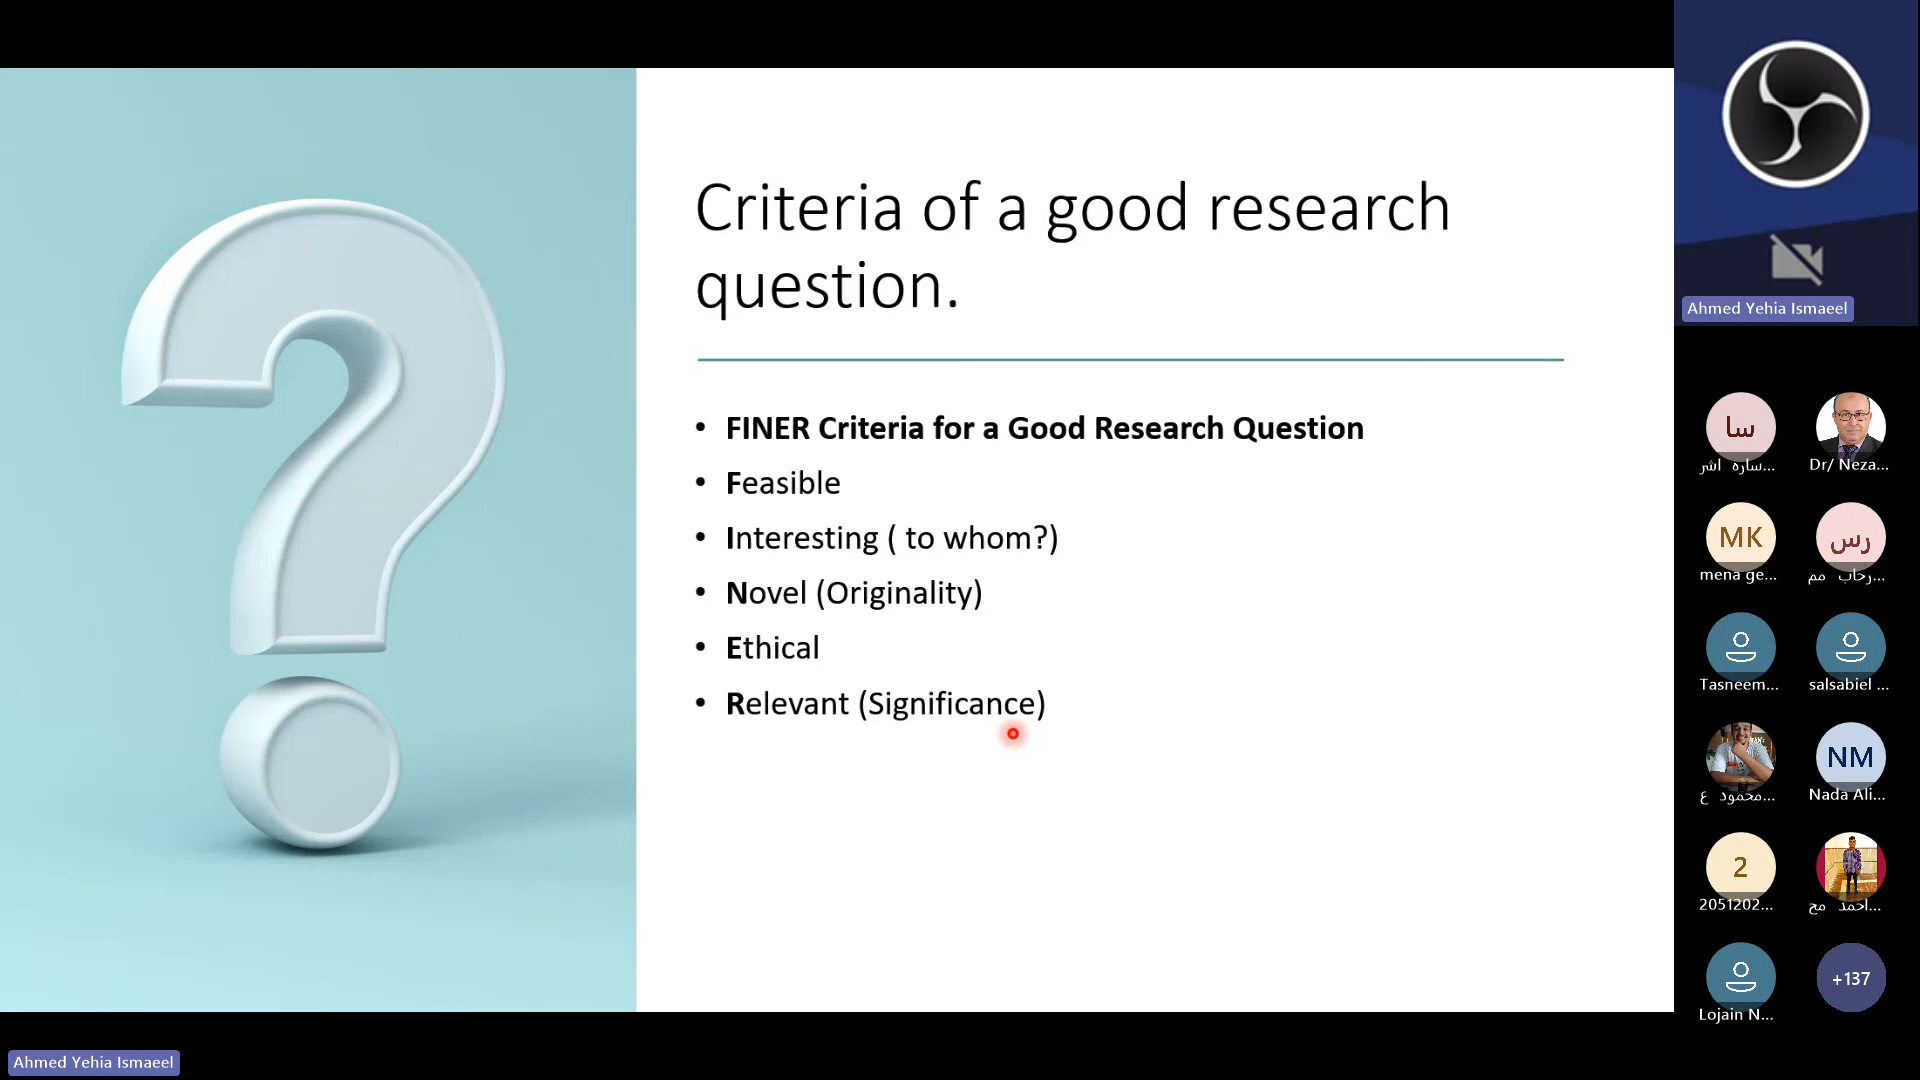 Criteria of a good research
question.
• FINER Criteria for a Good Research Question
• Feasible
• Interesting ( to whom?)
• Novel (Originality)
• Ethical
• Relevant (Significance)
Ahmed Yehia Ismaeel
سا
ساره اشر...
Dr/ Neza...
MK
mena ge...
رس
رحاب مم...
Tasneem...
salsabiel ...
محمود ع...
NM
Nada Ali...
2
2051202...
احمد مح...
Lojain N...
+137
Ahmed Yehia Ismaeel